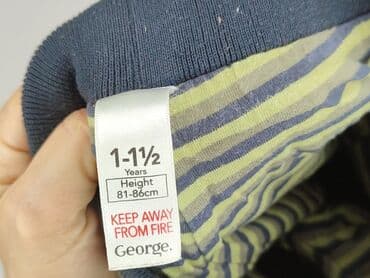 1-1½
Years
Height
81-86cm
KEEP AWAY
FROM FIRE
George.